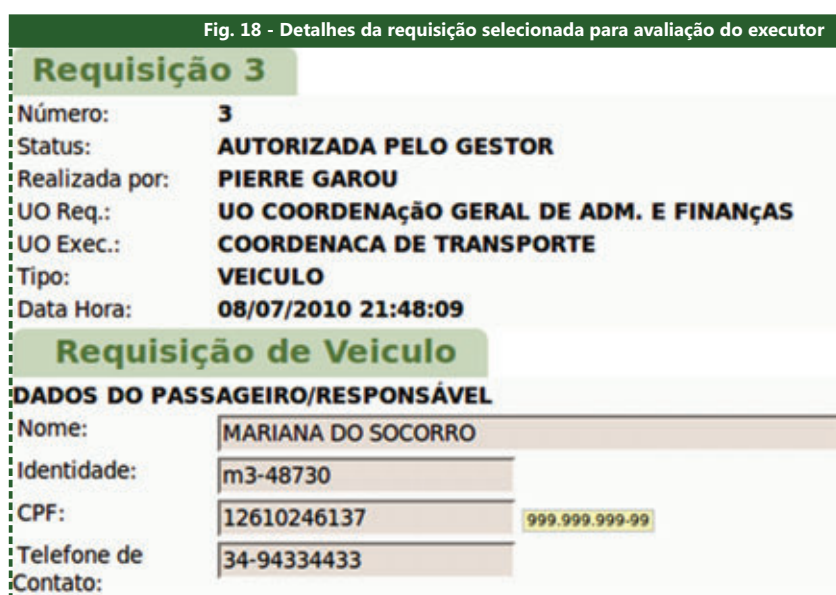 Fig. 18 - Detalhes da requisição selecionada para avaliação do executor
Requisição 3
Número: 3
Status: AUTORIZADA PELO GESTOR
Realizada por: PIERRE GAROU
UO Req.: UO COORDENAçãO GERAL DE ADM. E FINANçAS
UO Exec.: COORDENACA DE TRANSPORTE
Tipo: VEICULO
Data Hora: 08/07/2010 21:48:09
Requisição de Veiculo
DADOS DO PASSAGEIRO/RESPONSÁVEL
Nome: MARIANA DO SOCORRO
Identidade: m3-48730
CPF: 12610246137 999.999.999-99
Telefone de 34-94334433
Contato: